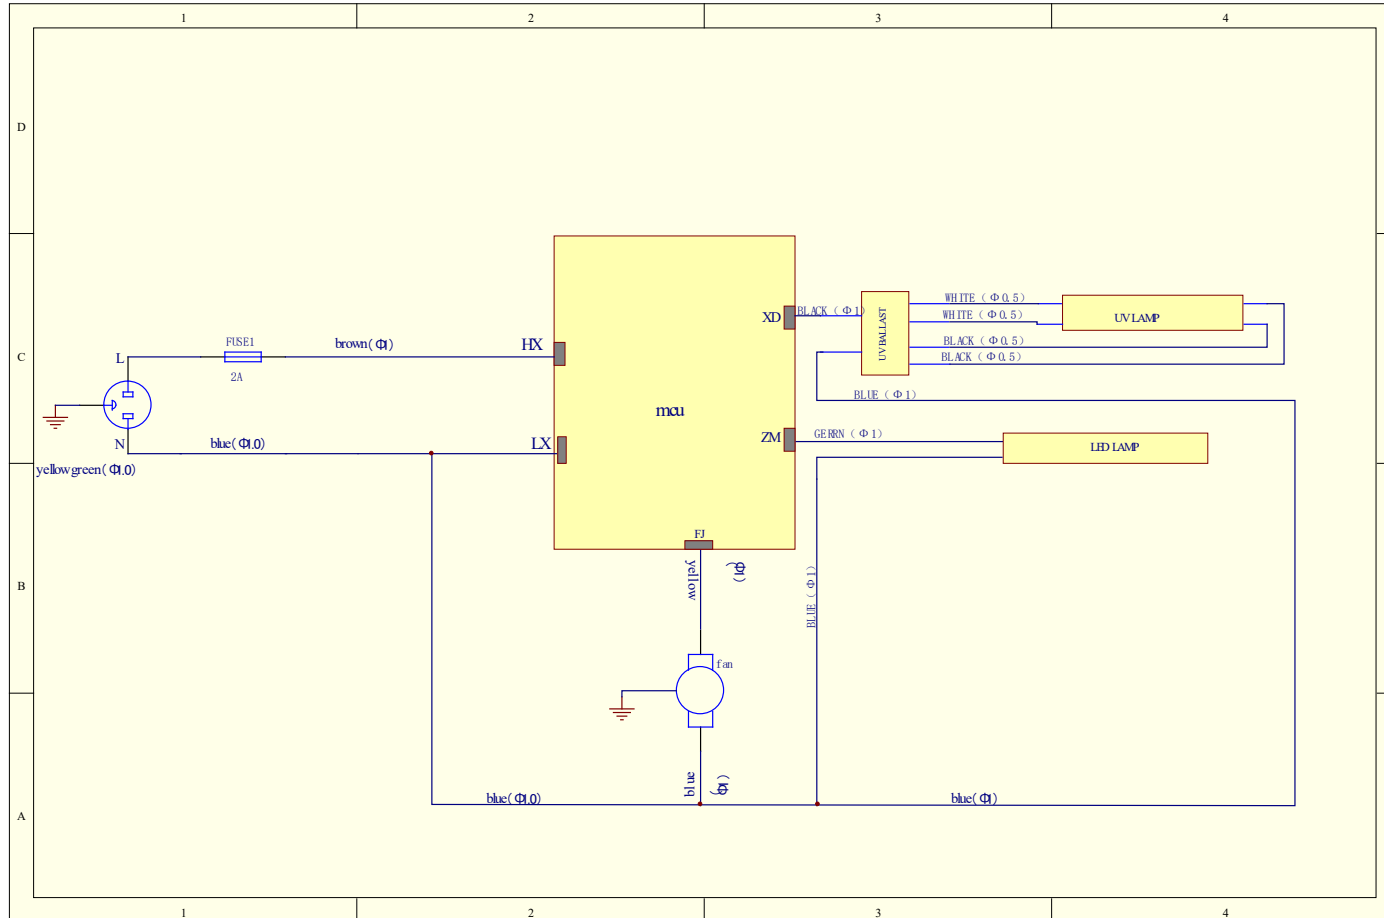 1 2 3 4
D
C
B
A
L
FUSE1
2A
brown(Φ1)
HX
N
blue(Φ1.0)
yellowgreen(Φ1.0)
LX
mcu
XD
BLACK (Φ1)
UV BALLAST
WHITE (Φ0.5)
WHITE (Φ0.5)
BLACK (Φ0.5)
BLACK (Φ0.5)
UV LAMP
BLUE (Φ1)
ZM
GERRN (Φ1)
LED LAMP
FJ
yellow
(Φ1)
BLUE (Φ1)
fan
blue
blue(Φ1.0)
blue(Φ1)
1 2 3 4